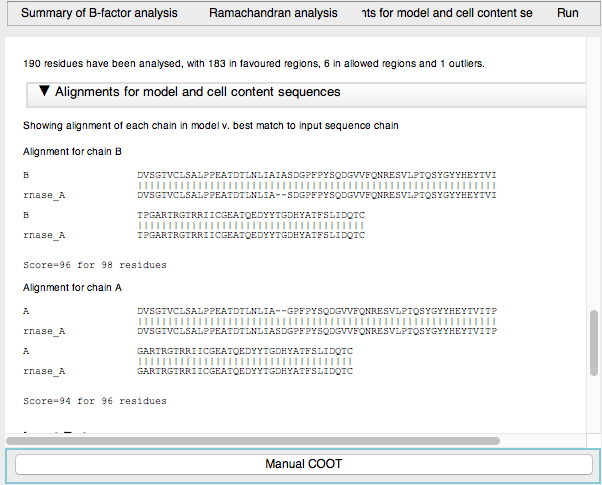 Summary of B-factor analysis Ramachandran analysis nts for model and cell content se Run
190 residues have been analysed, with 183 in favoured regions, 6 in allowed regions and 1 outliers.
▼ Alignments for model and cell content sequences
Showing alignment of each chain in model v. best match to input sequence chain
Alignment for chain B
B DVSGTVCLSALPPEATDTLNLIAIASDGPFPYSQDGVVFQNRESVLPTQSYGYYHEYTVI
||||||||||||||||||||||||||||||||||||||||||||||||||||||||||||
rnase_A DVSGTVCLSALPPEATDTLNLIA--SDGPFPYSQDGVVFQNRESVLPTQSYGYYHEYTVI
B TPGARTRGTRRIICGEATQEDYYTGDHYATFSLIDQTC
||||||||||||||||||||||||||||||||||||||
rnase_A TPGARTRGTRRIICGEATQEDYYTGDHYATFSLIDQTC
Score=96 for 98 residues
Alignment for chain A
A DVSGTVCLSALPPEATDTLNLIA--GPFPYSQDGVVFQNRESVLPTQSYGYYHEYTVITP
||||||||||||||||||||||||||||||||||||||||||||||||||||||||||||
rnase_A DVSGTVCLSALPPEATDTLNLIASDGPFPYSQDGVVFQNRESVLPTQSYGYYHEYTVITP
A GARTRGTRRIICGEATQEDYYTGDHYATFSLIDQTC
||||||||||||||||||||||||||||||||||||
rnase_A GARTRGTRRIICGEATQEDYYTGDHYATFSLIDQTC
Score=94 for 96 residues
Manual COOT